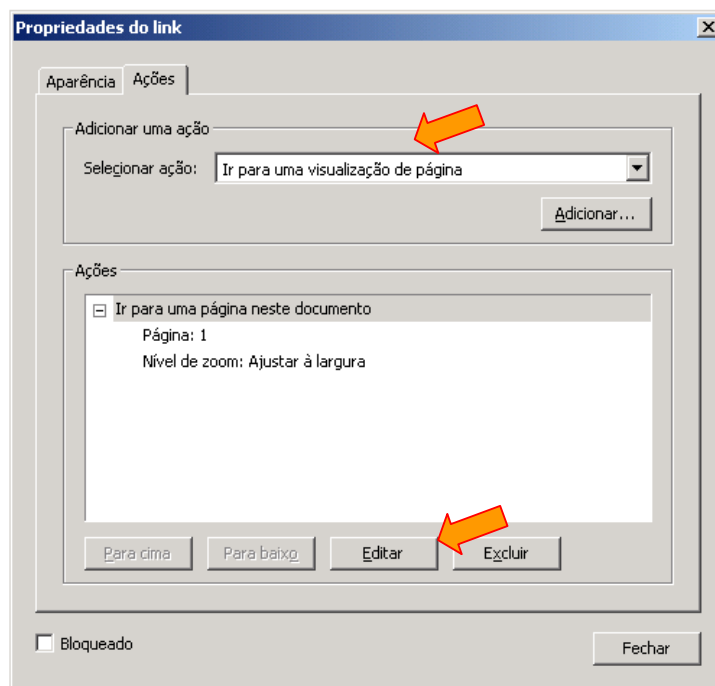 Propriedades do link
Aparência Ações
Adicionar uma ação
Selecionar ação: Ir para uma visualização de página
Adicionar...
Ações
Ir para uma página neste documento
Página: 1
Nível de zoom: Ajustar à largura
Para cima Para baixo Editar Excluir
Bloqueado Fechar